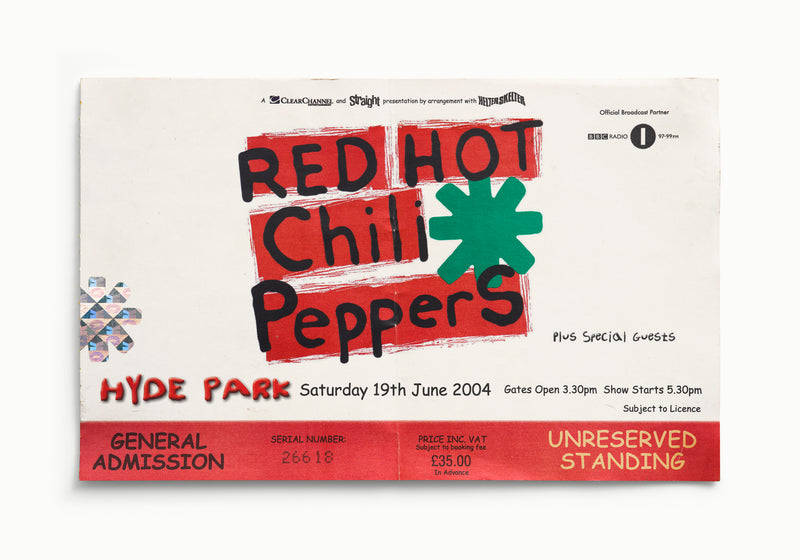 A ClearChannel and Straight presentation by arrangement with HELTER SKELTER
Official Broadcast Partner
BBC RADIO 1 97-99 FM
RED HOT
Chili
Peppers
Plus Special Guests
HYDE PARK Saturday 19th June 2004 Gates Open 3.30pm Show Starts 5.30pm
Subject to Licence
GENERAL
ADMISSION
SERIAL NUMBER:
26618
PRICE INC. VAT
Subject to booking fee
£35.00
In Advance
UNRESERVED
STANDING